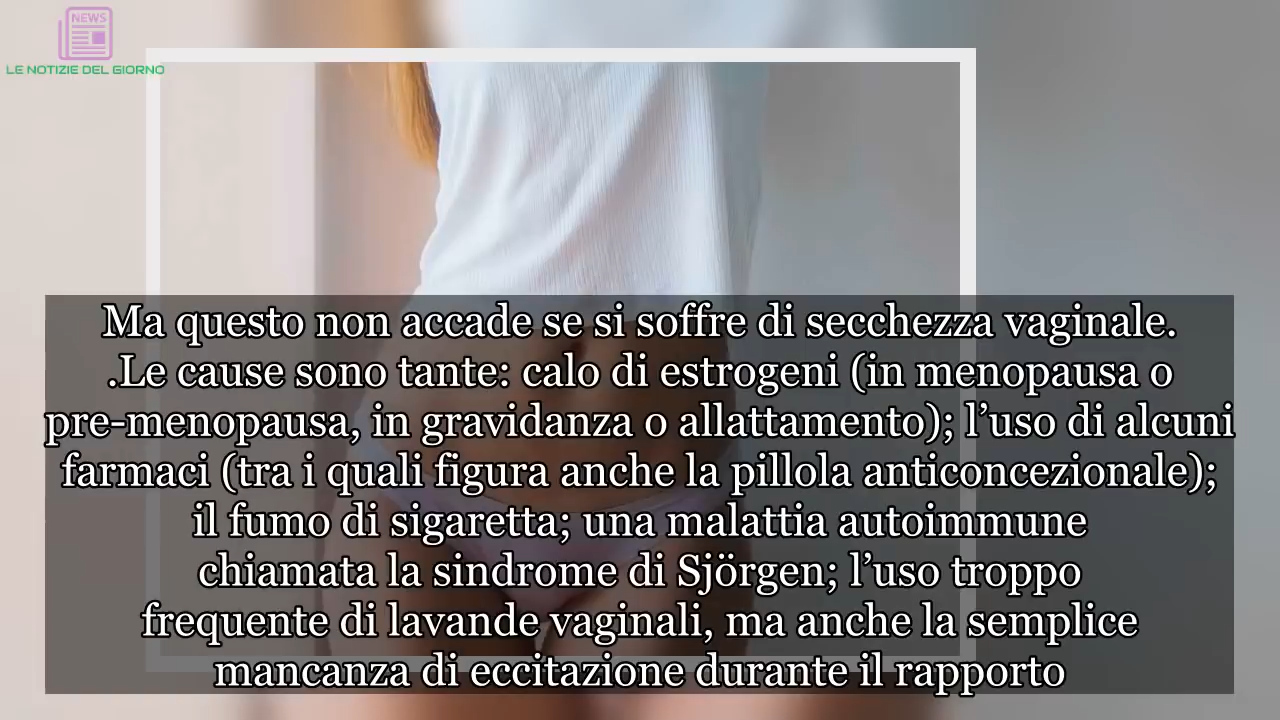 NEWS
LE NOTIZIE DEL GIORNO
Ma questo non accade se si soffre di secchezza vaginale.
.Le cause sono tante: calo di estrogeni (in menopausa o
pre-menopausa, in gravidanza o allattamento); l’uso di alcuni
farmaci (tra i quali figura anche la pillola anticoncezionale);
il fumo di sigaretta; una malattia autoimmune
chiamata la sindrome di Sjörgen; l’uso troppo
frequente di lavande vaginali, ma anche la semplice
mancanza di eccitazione durante il rapporto